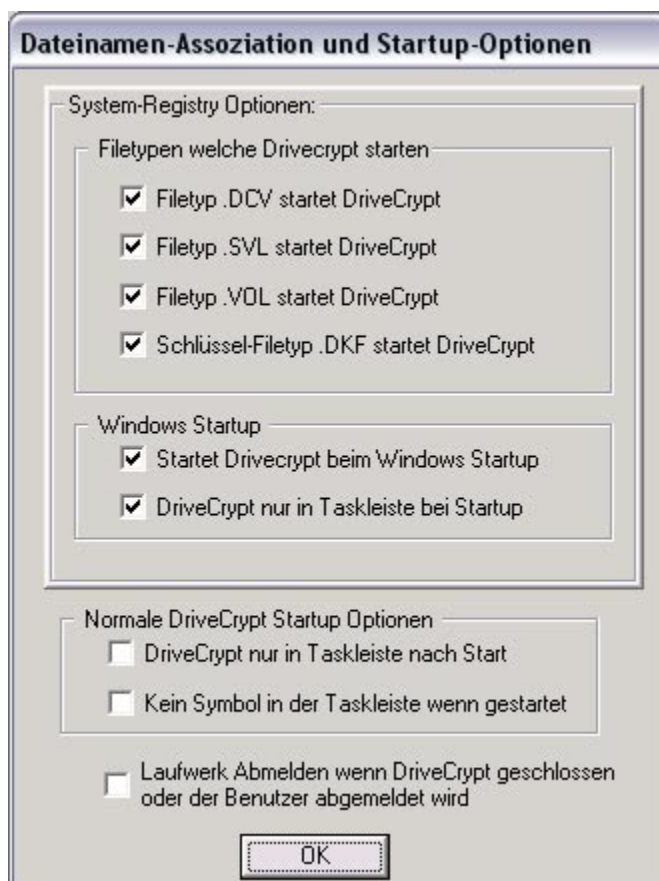 Dateinamen-Assoziation und Startup-Optionen
System-Registry Optionen:
Filetypen welche Drivecrypt starten
Filetyp .DCV startet DriveCrypt
Filetyp .SVL startet DriveCrypt
Filetyp .VOL startet DriveCrypt
Schlüssel-Filetyp .DKF startet DriveCrypt
Windows Startup
Startet Drivecrypt beim Windows Startup
DriveCrypt nur in Taskleiste bei Startup
Normale DriveCrypt Startup Optionen
DriveCrypt nur in Taskleiste nach Start
Kein Symbol in der Taskleiste wenn gestartet
Laufwerk Abmelden wenn DriveCrypt geschlossen
oder der Benutzer abgemeldet wird
OK